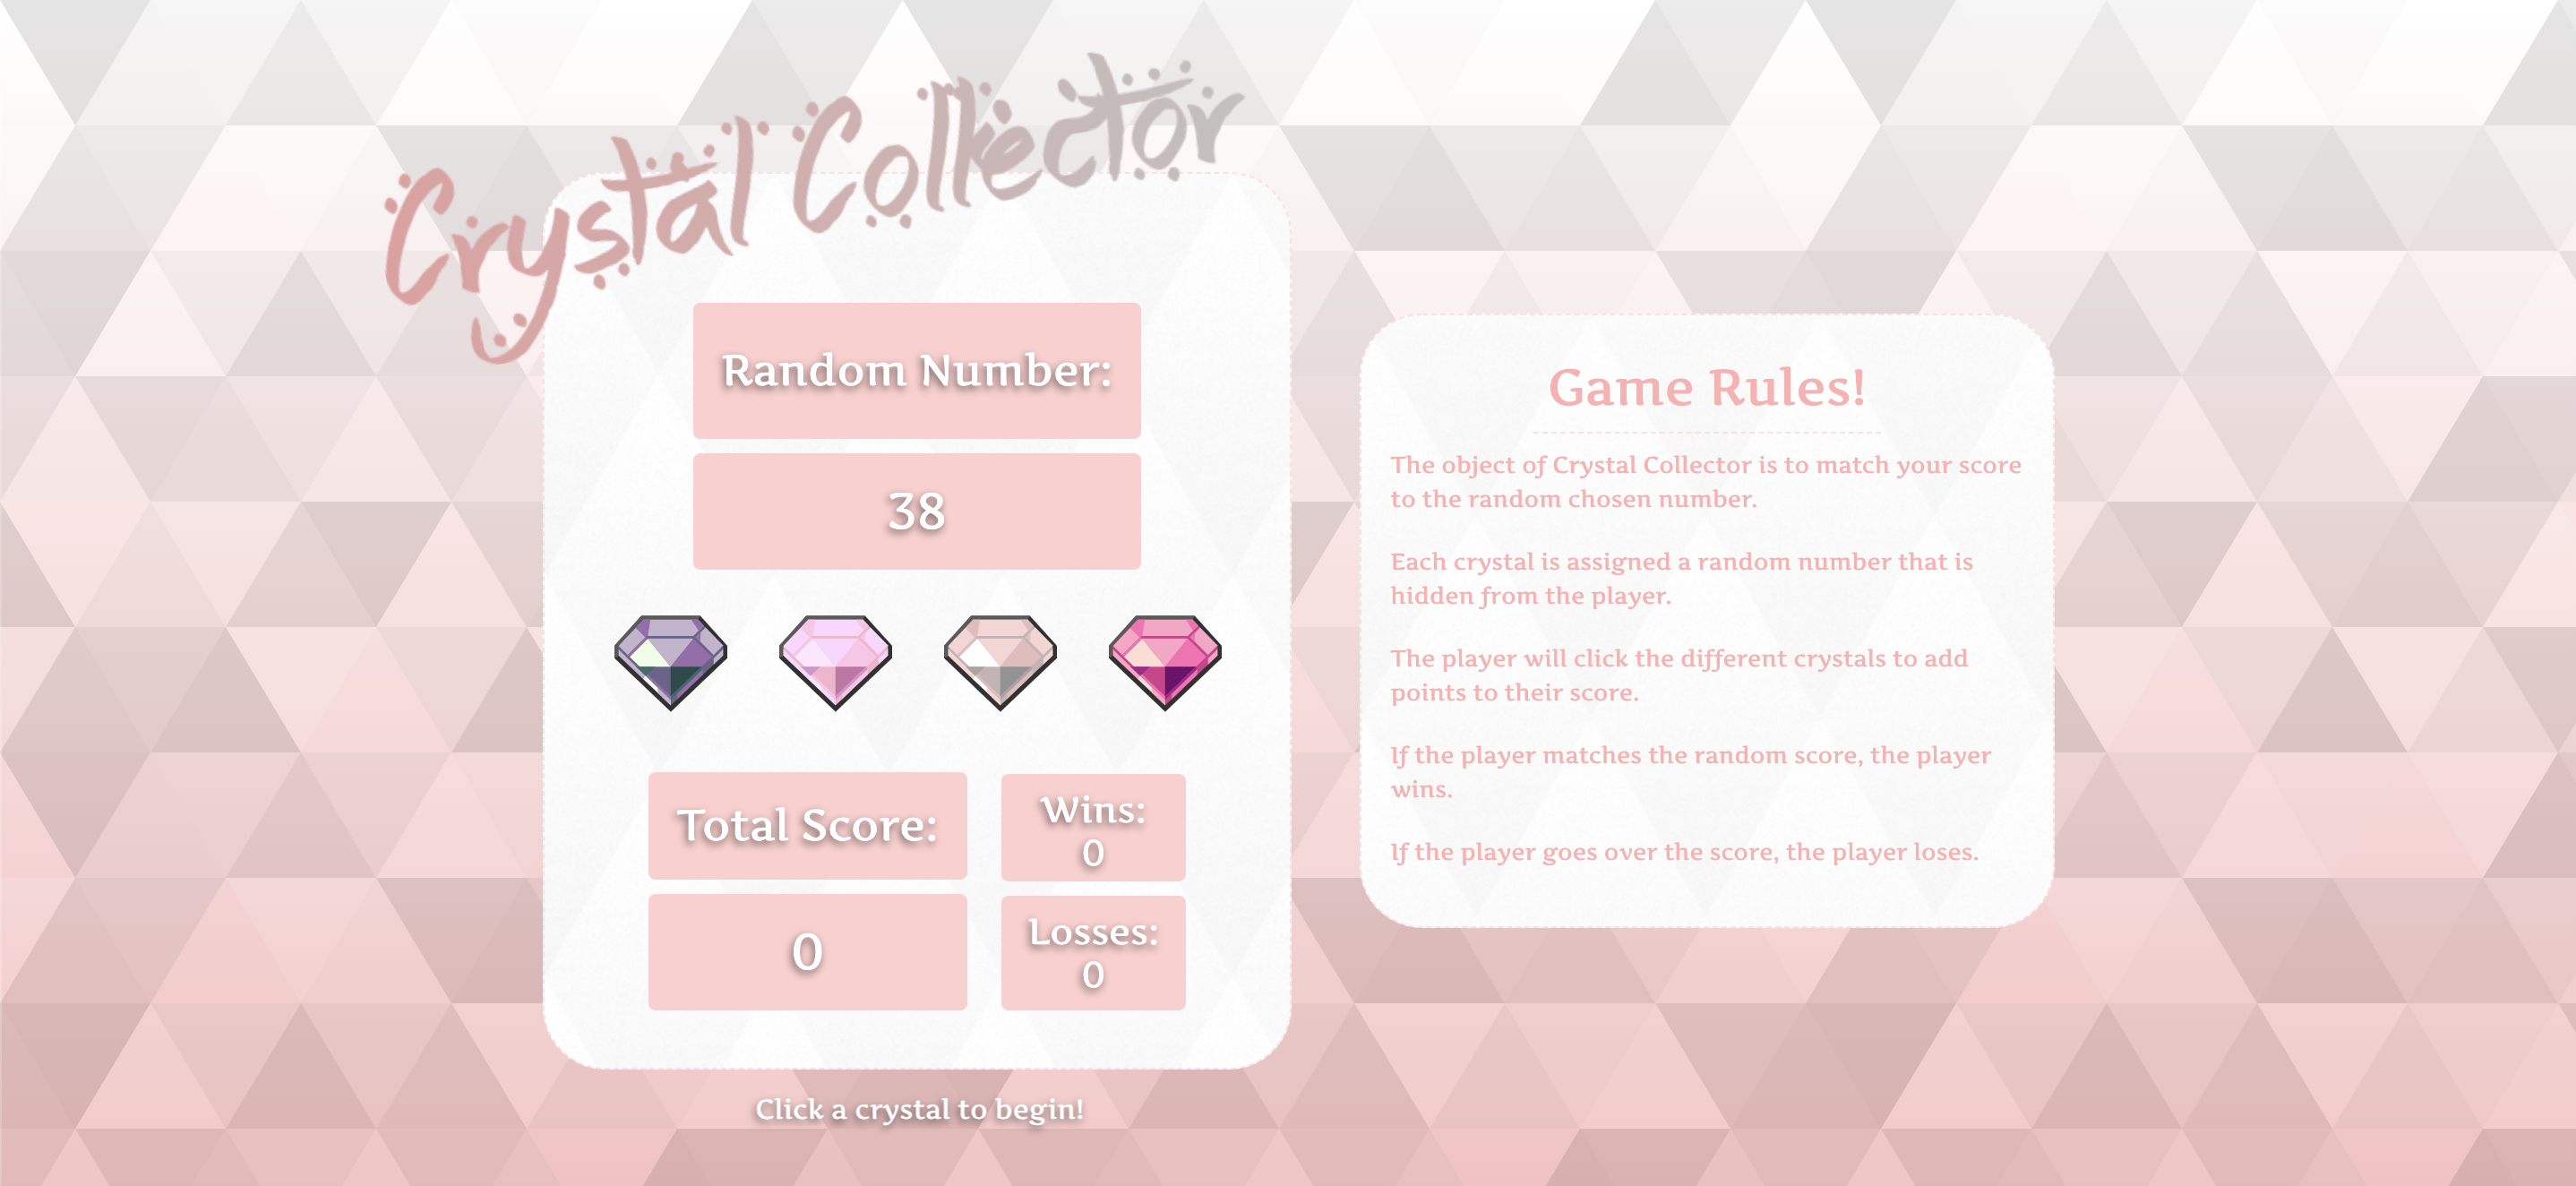 Crystal Collector
Random Number:
38
Total Score:
0
Wins:
0
Losses:
0
Click a crystal to begin!
Game Rules!
The object of Crystal Collector is to match your score
to the random chosen number.
Each crystal is assigned a random number that is
hidden from the player.
The player will click the different crystals to add
points to their score.
If the player matches the random score, the player
wins.
If the player goes over the score, the player loses.